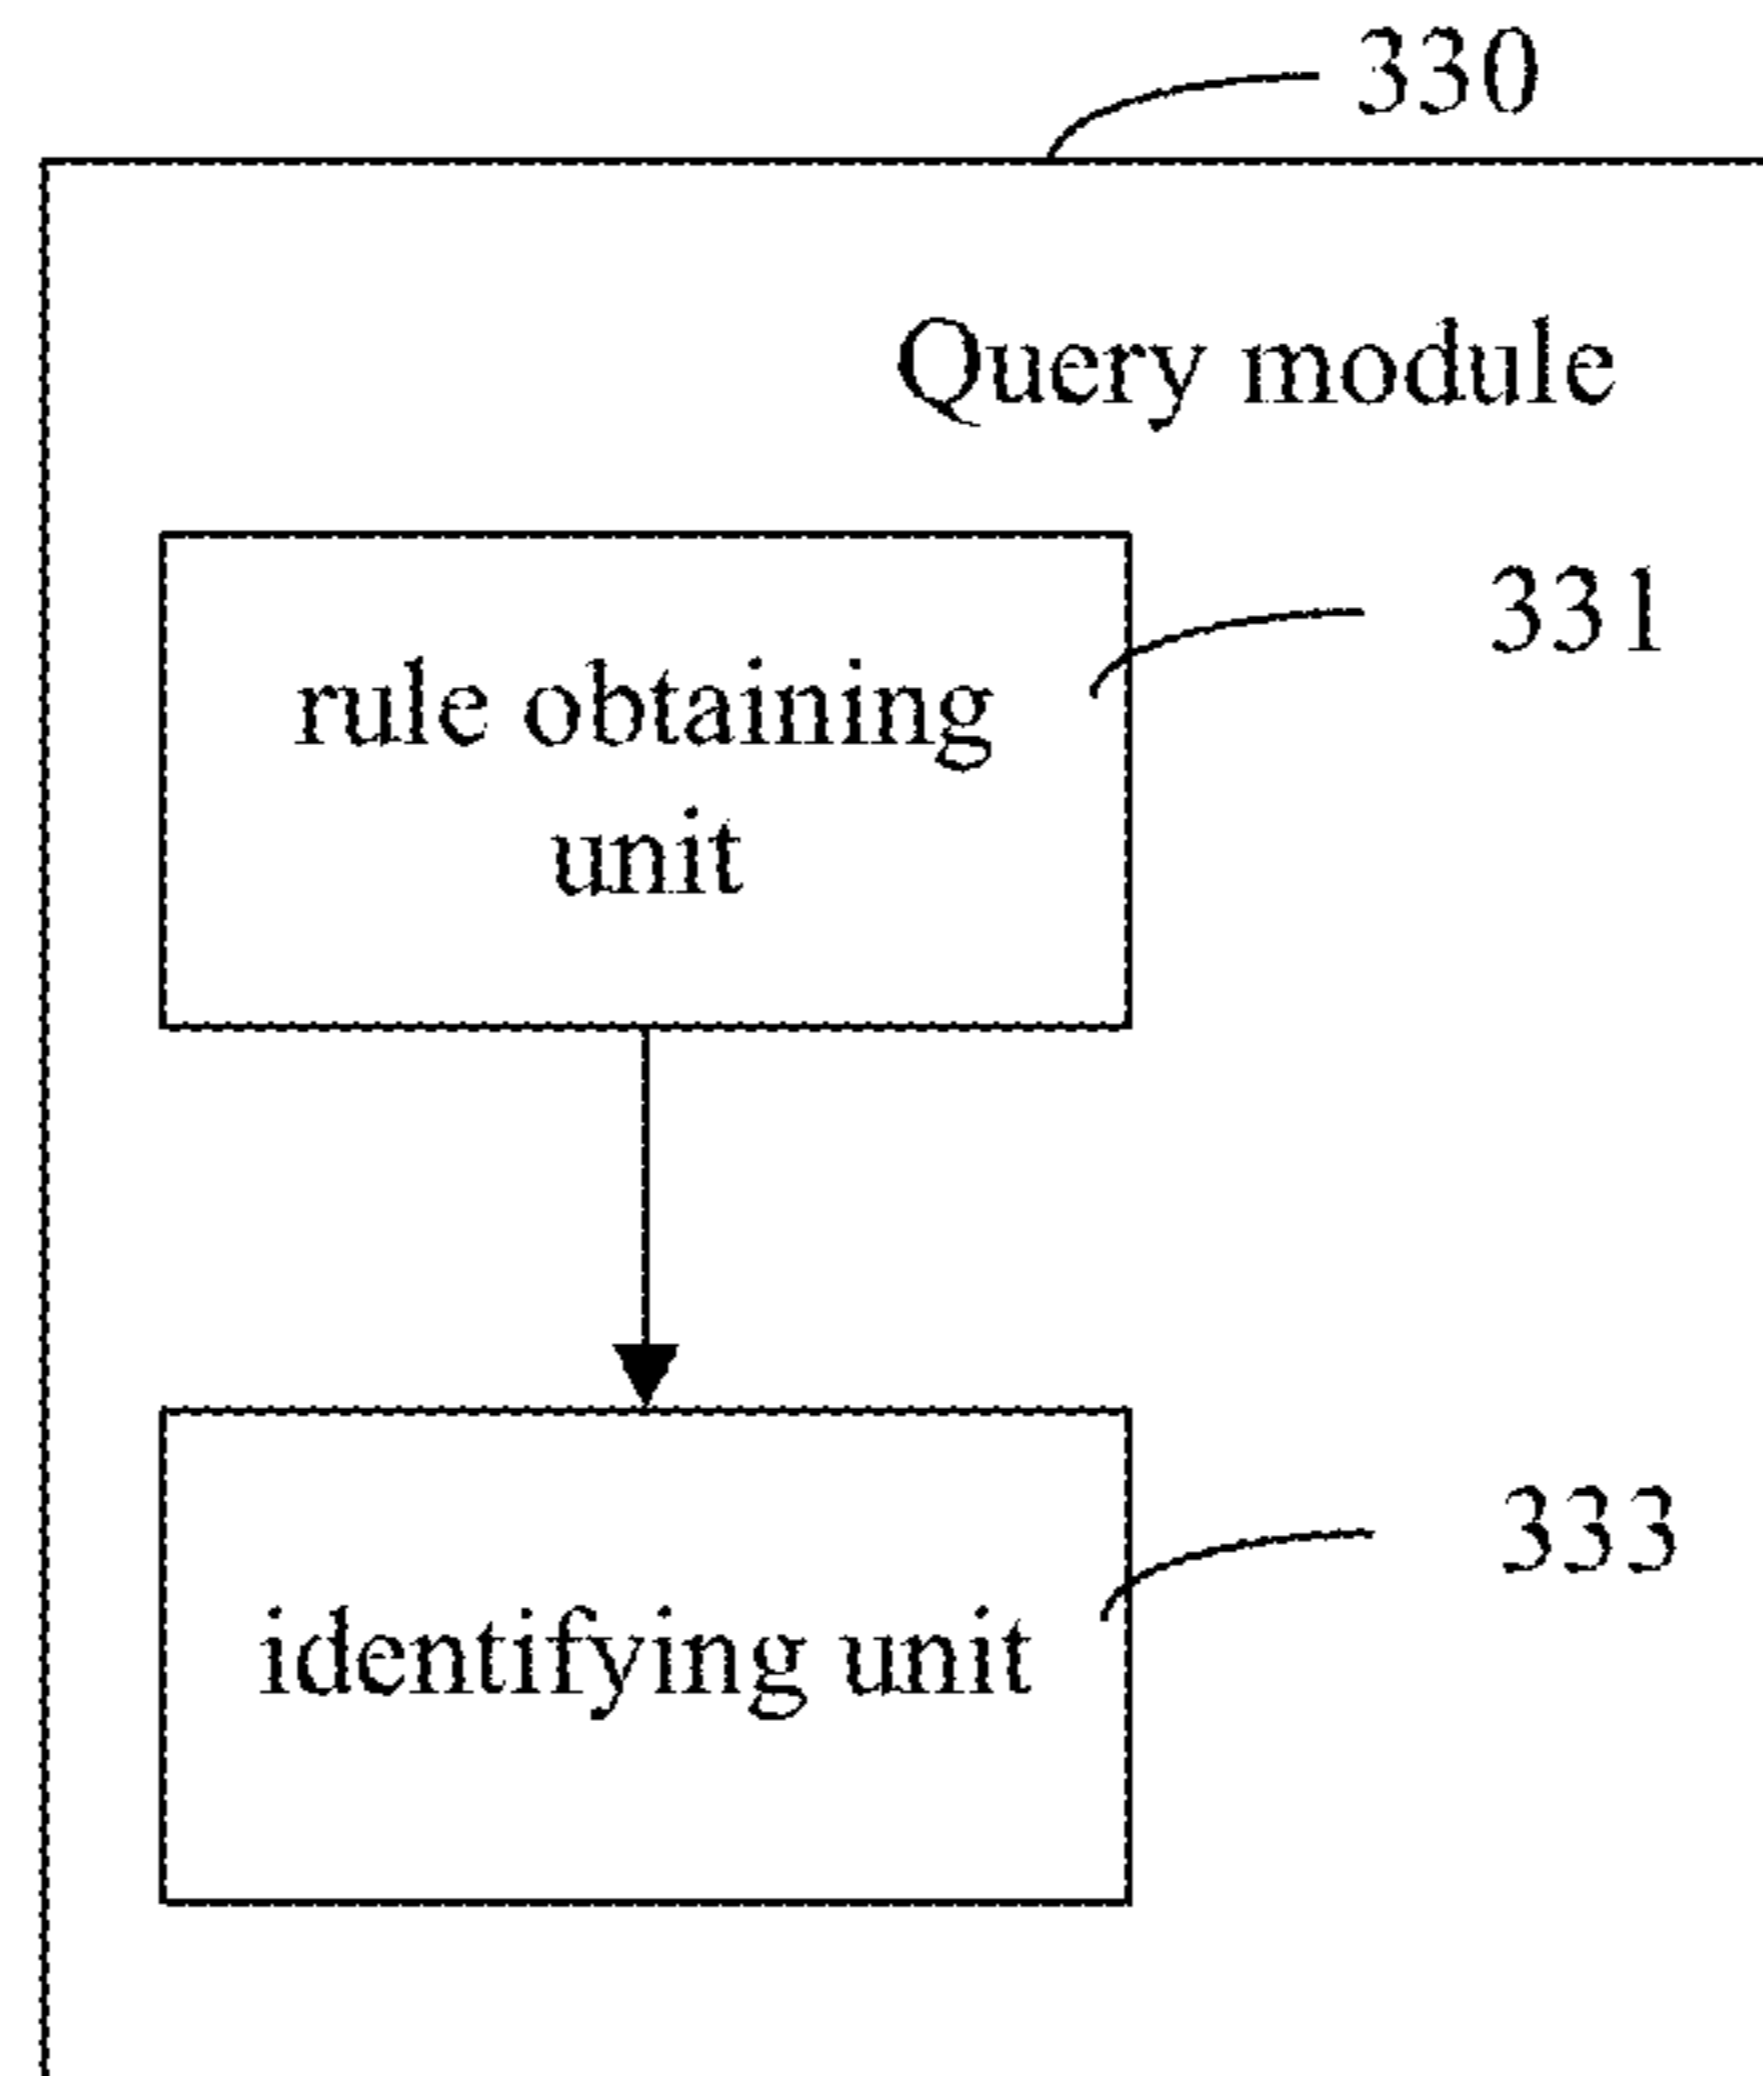 330
Query module
331
rule obtaining
unit
333
identifying unit